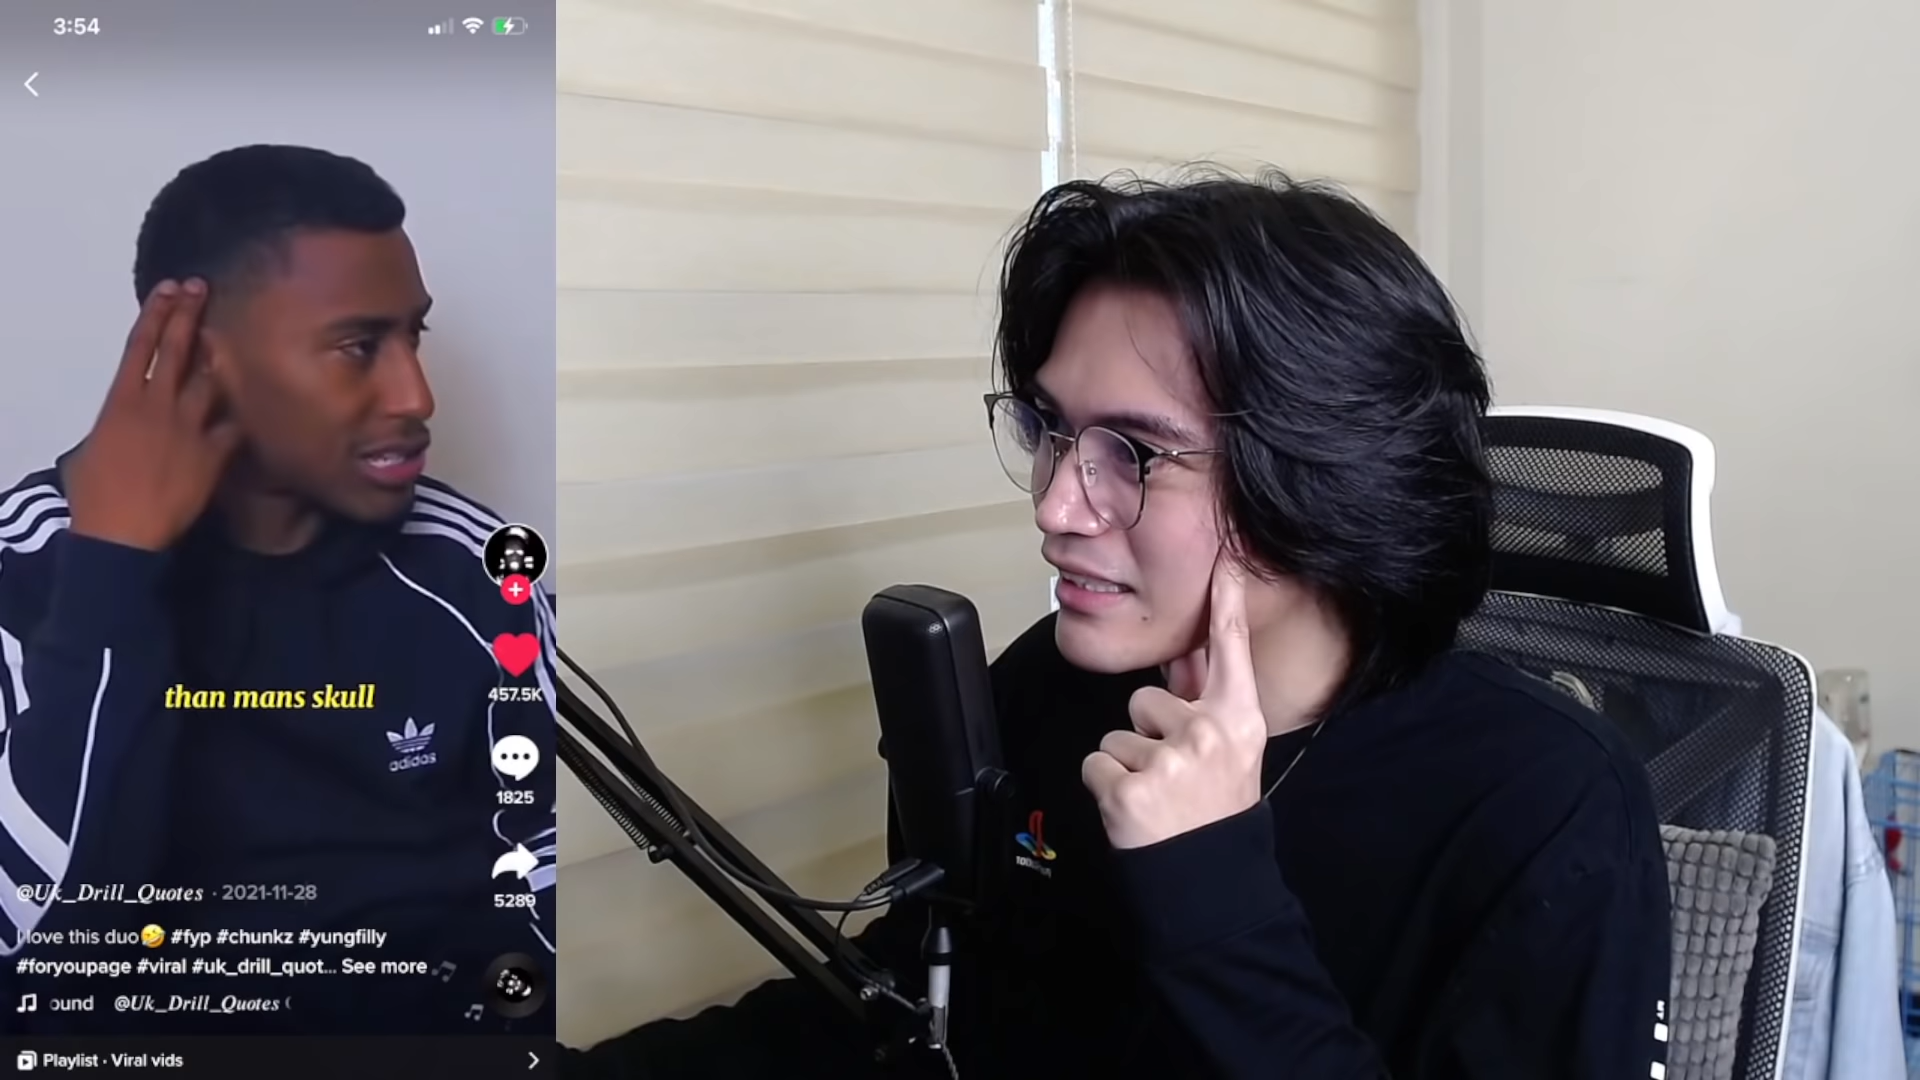 3:54
than mans skull
adidas
457.5K
1825
5289
@Uk_Drill_Quotes · 2021-11-28
I love this duo🤣 #fyp #chunkz #yungfilly
#foryoupage #viral #uk_drill_quot... See more
ound @Uk_Drill_Quotes (
Playlist · Viral vids